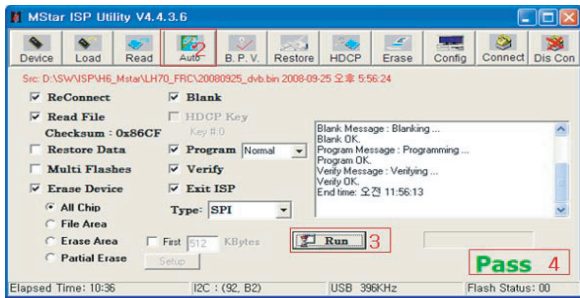 MStar ISP Utility V4.4.3.6
Device Load Read Auto B. P. V. Restore HDCP Erase Config Connect Dis Con
2
Src: D:\SW\ISP\H6_Mstar\LH70_FRC\20080925_dvb.bin 2008-09-25 오후 5:56:24
ReConnect
Blank
Read File
HDCP Key
Checksum : 0x86CF
Key # 0
Restore Data
Program Normal
Multi Flashes
Verify
Erase Device
Exit ISP
All Chip
Type: SPI
File Area
Erase Area
First 512 KBytes
Partial Erase
Setup
Blank Message : Blanking ...
Blank OK.
Program Message : Programming ...
Program OK.
Verify Message : Verifying ...
Verify OK.
End time: 오전 11:56:13
Run 3
Pass 4
Elapsed Time: 10:36 I2C : (92, B2) USB 396KHz Flash Status: 00